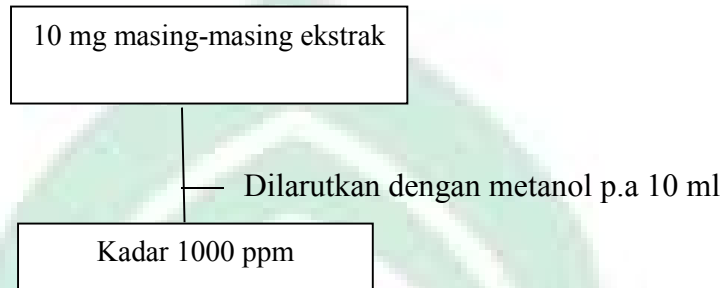 10 mg masing-masing ekstrak
Dilarutkan dengan metanol p.a 10 ml
Kadar 1000 ppm